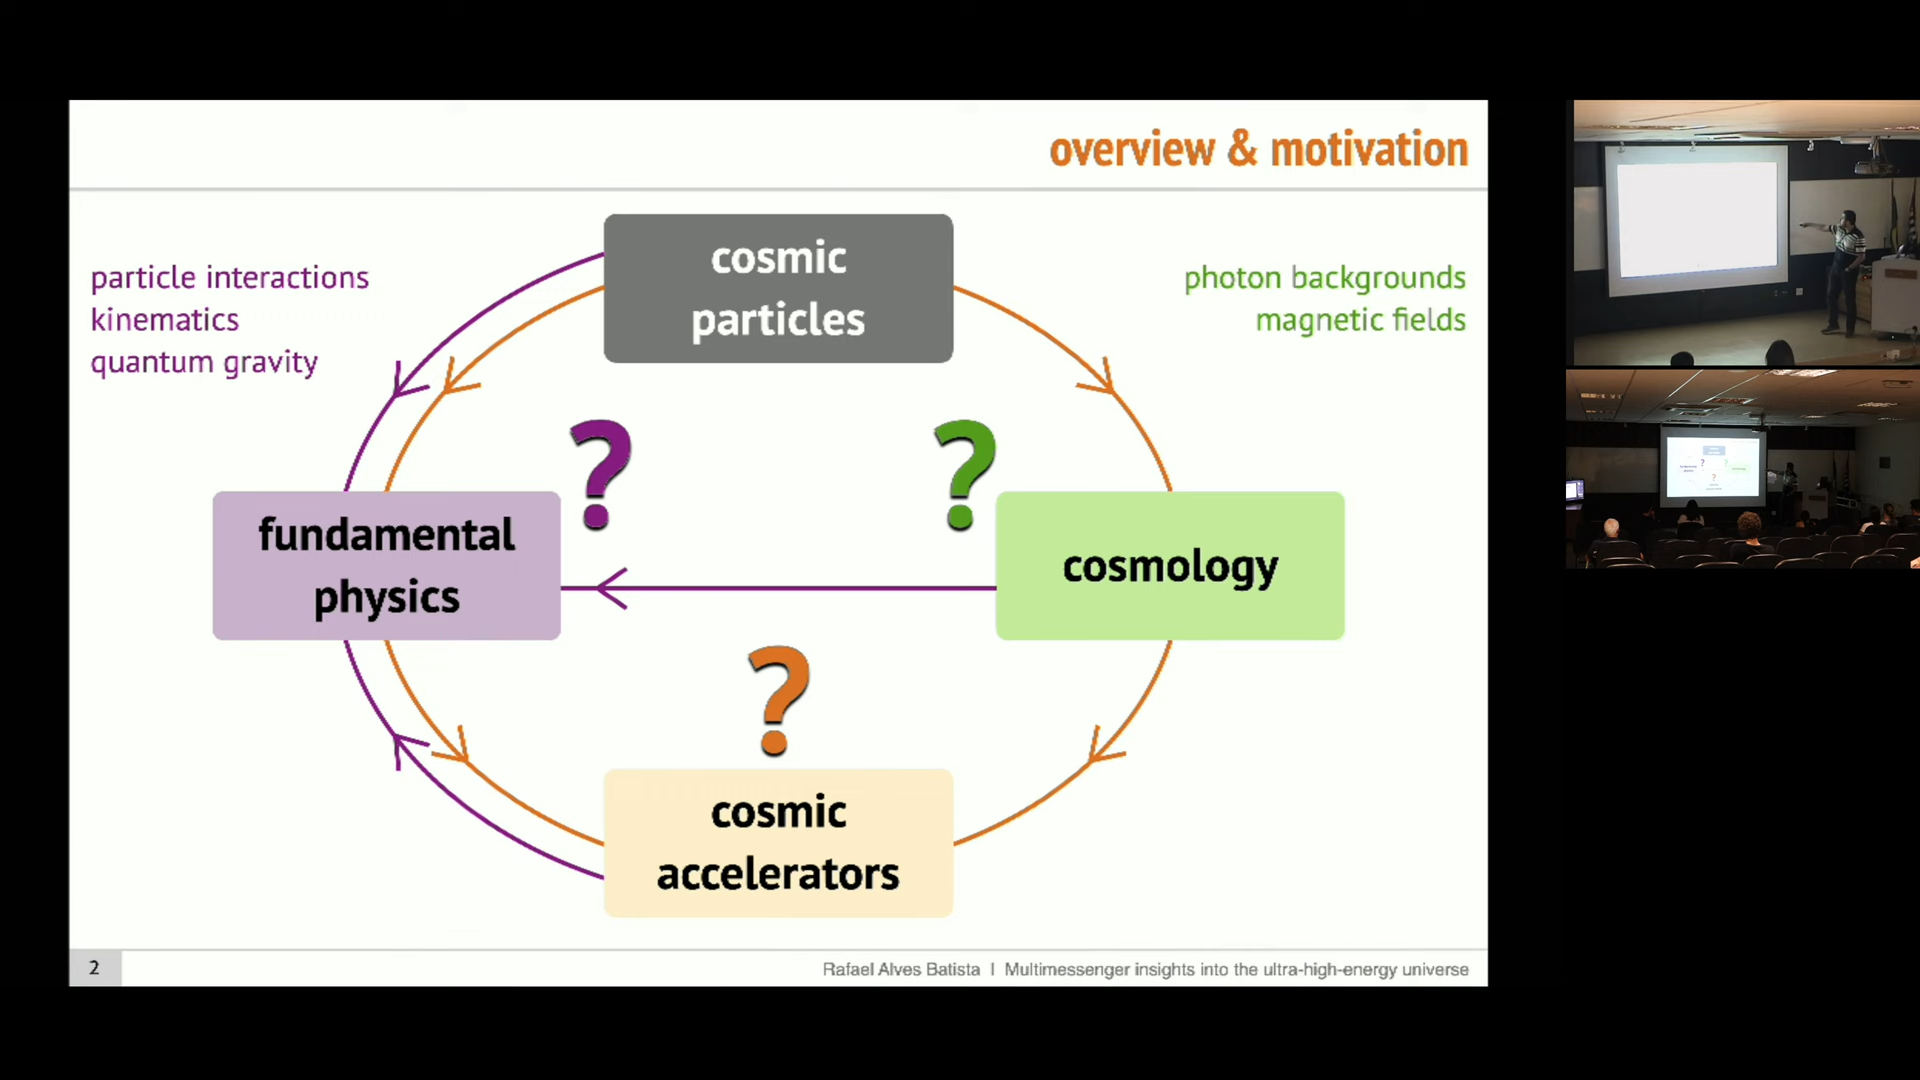 overview & motivation
particle interactions
kinematics
quantum gravity
cosmic
particles
photon backgrounds
magnetic fields
?
?
fundamental
physics
cosmology
?
cosmic
accelerators
2
Rafael Alves Batista | Multimessenger insights into the ultra-high-energy universe